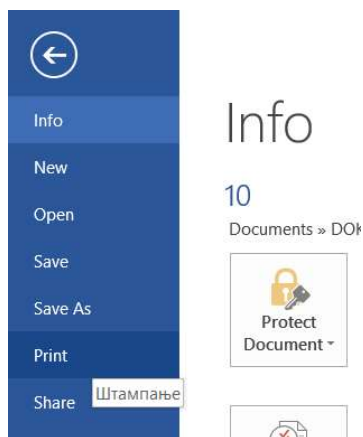 Info
New
Open
Save
Save As
Print
Share
Штампање
Info
10
Documents » DOK
Protect
Document